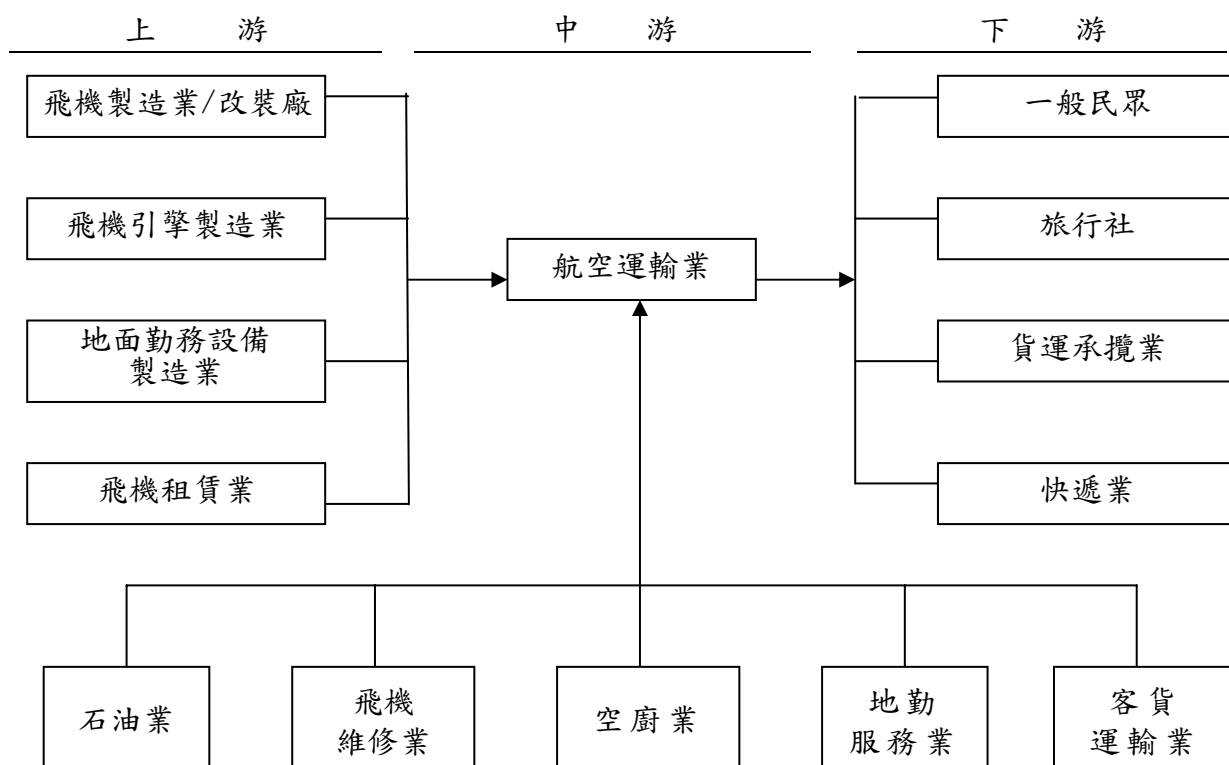 上 游
中 游
下 游
飛機製造業/改裝廠
一般民眾
飛機引擎製造業
旅行社
航空運輸業
地面勤務設備
製造業
貨運承攬業
飛機租賃業
快遞業
石油業
飛機
維修業
空廚業
地勤
服務業
客貨
運輸業